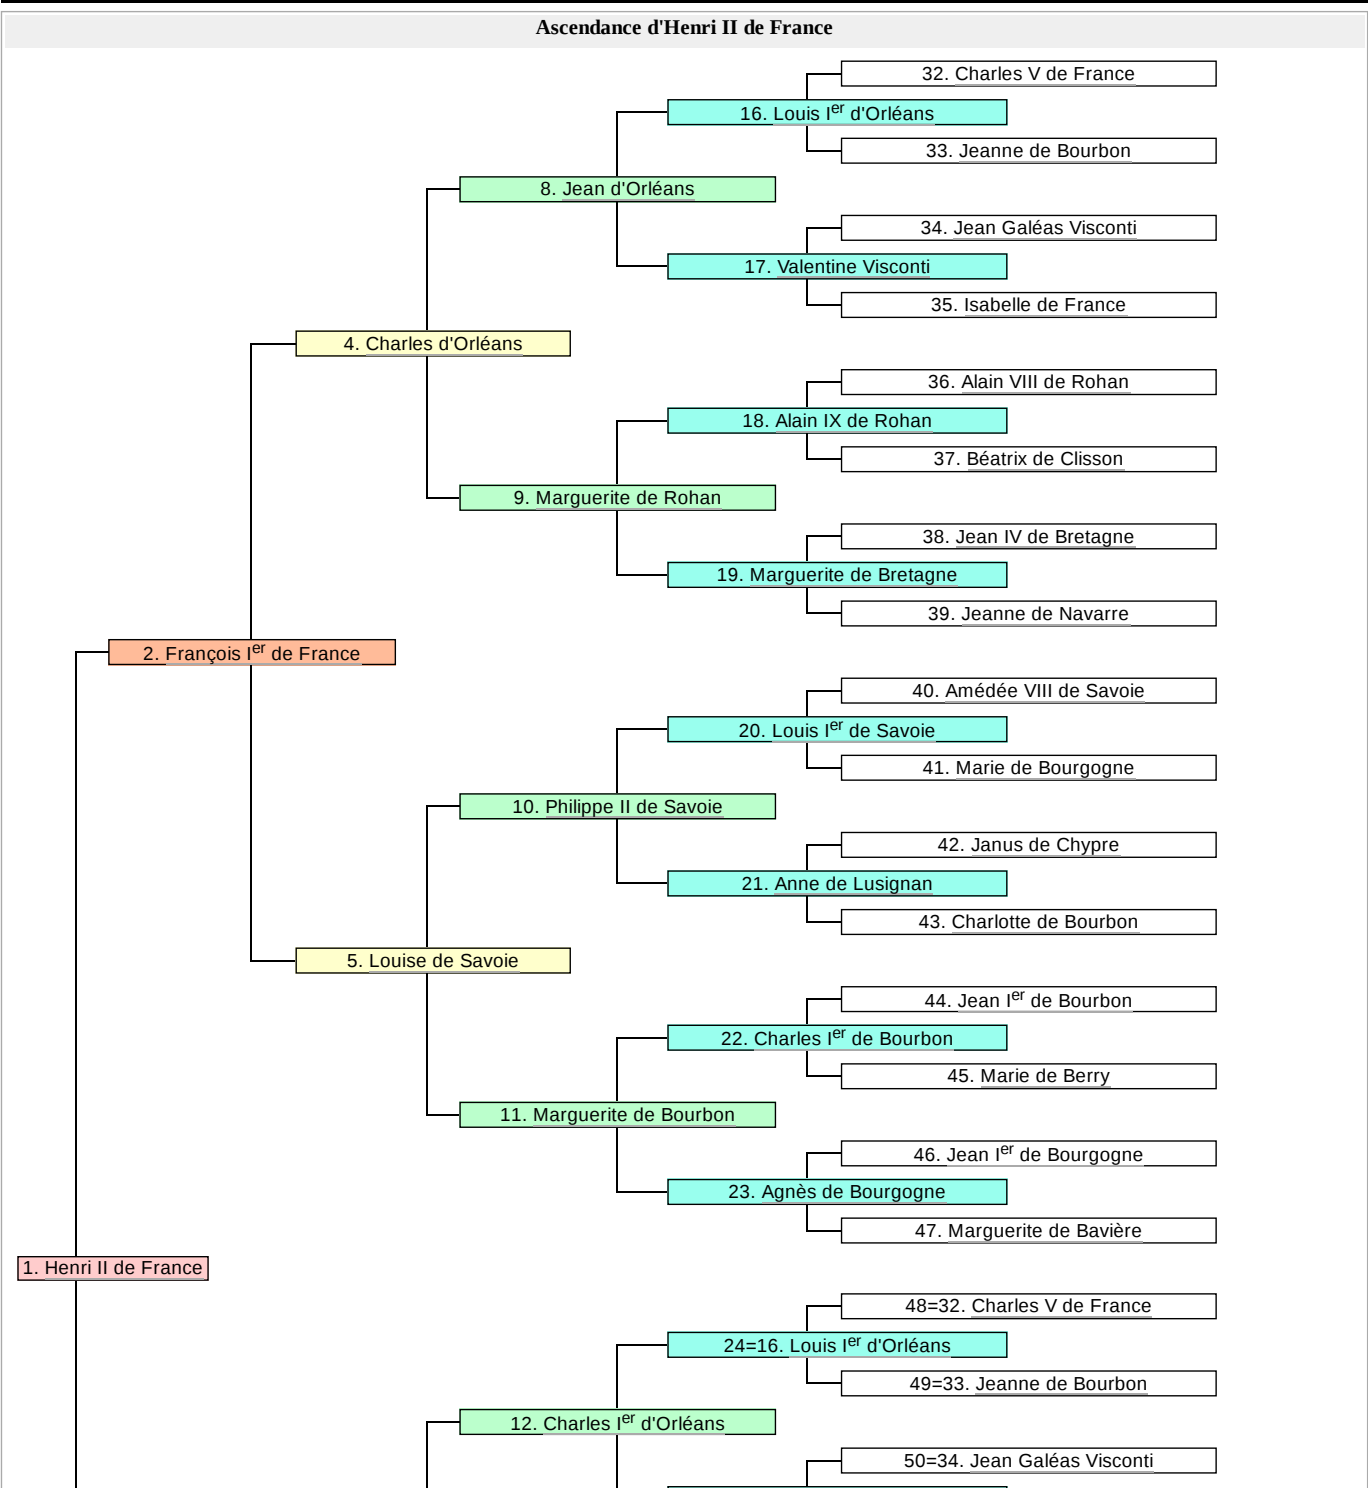 Ascendance d'Henri II de France
32. Charles V de France
16. Louis Ier d'Orléans
33. Jeanne de Bourbon
8. Jean d'Orléans
34. Jean Galéas Visconti
17. Valentine Visconti
35. Isabelle de France
4. Charles d'Orléans
36. Alain VIII de Rohan
18. Alain IX de Rohan
37. Béatrix de Clisson
9. Marguerite de Rohan
38. Jean IV de Bretagne
19. Marguerite de Bretagne
39. Jeanne de Navarre
2. François Ier de France
40. Amédée VIII de Savoie
20. Louis Ier de Savoie
41. Marie de Bourgogne
10. Philippe II de Savoie
42. Janus de Chypre
21. Anne de Lusignan
43. Charlotte de Bourbon
5. Louise de Savoie
44. Jean Ier de Bourbon
22. Charles Ier de Bourbon
45. Marie de Berry
11. Marguerite de Bourbon
46. Jean Ier de Bourgogne
23. Agnès de Bourgogne
47. Marguerite de Bavière
1. Henri II de France
48=32. Charles V de France
24=16. Louis Ier d'Orléans
49=33. Jeanne de Bourbon
12. Charles Ier d'Orléans
50=34. Jean Galéas Visconti